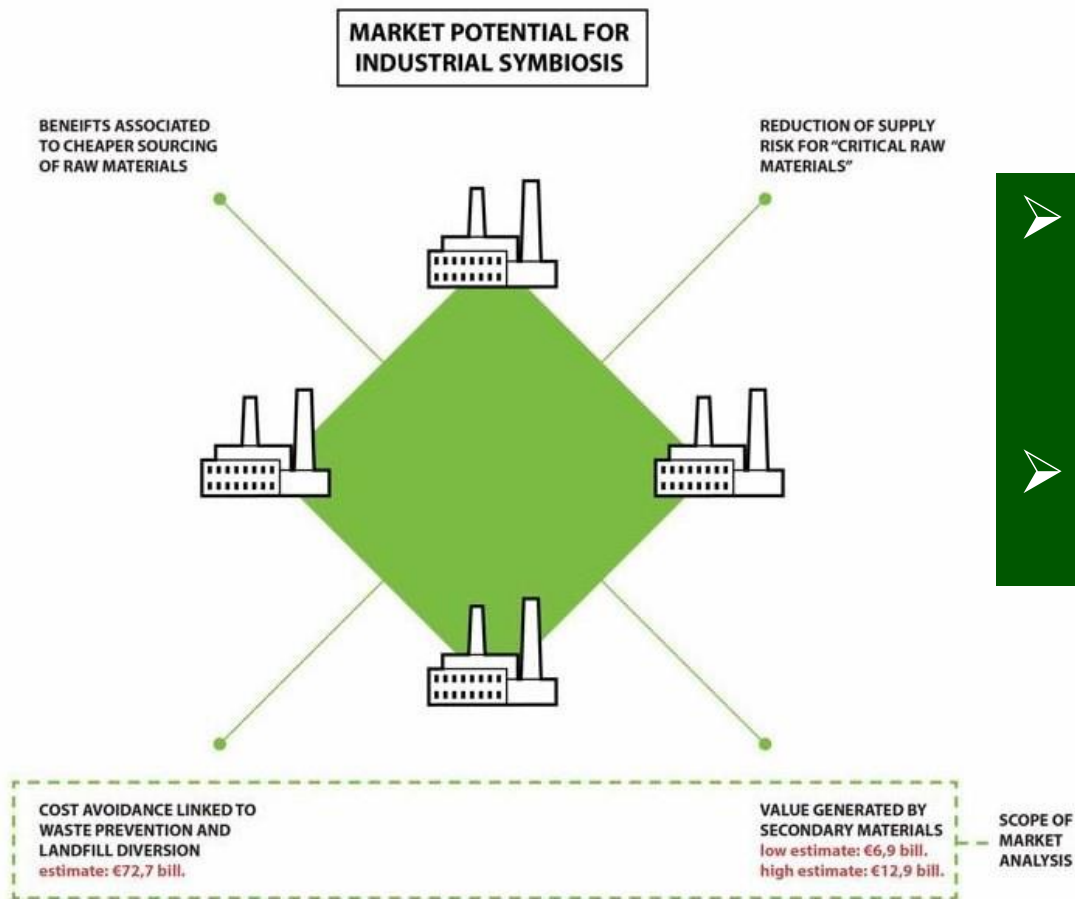 MARKET POTENTIAL FOR
INDUSTRIAL SYMBIOSIS
BENEIFTS ASSOCIATED
TO CHEAPER SOURCING
OF RAW MATERIALS
REDUCTION OF SUPPLY
RISK FOR “CRITICAL RAW
MATERIALS”
COST AVOIDANCE LINKED TO
WASTE PREVENTION AND
LANDFILL DIVERSION
estimate: €72,7 bill.
VALUE GENERATED BY
SECONDARY MATERIALS
low estimate: €6,9 bill.
high estimate: €12,9 bill.
SCOPE OF
MARKET
ANALYSIS